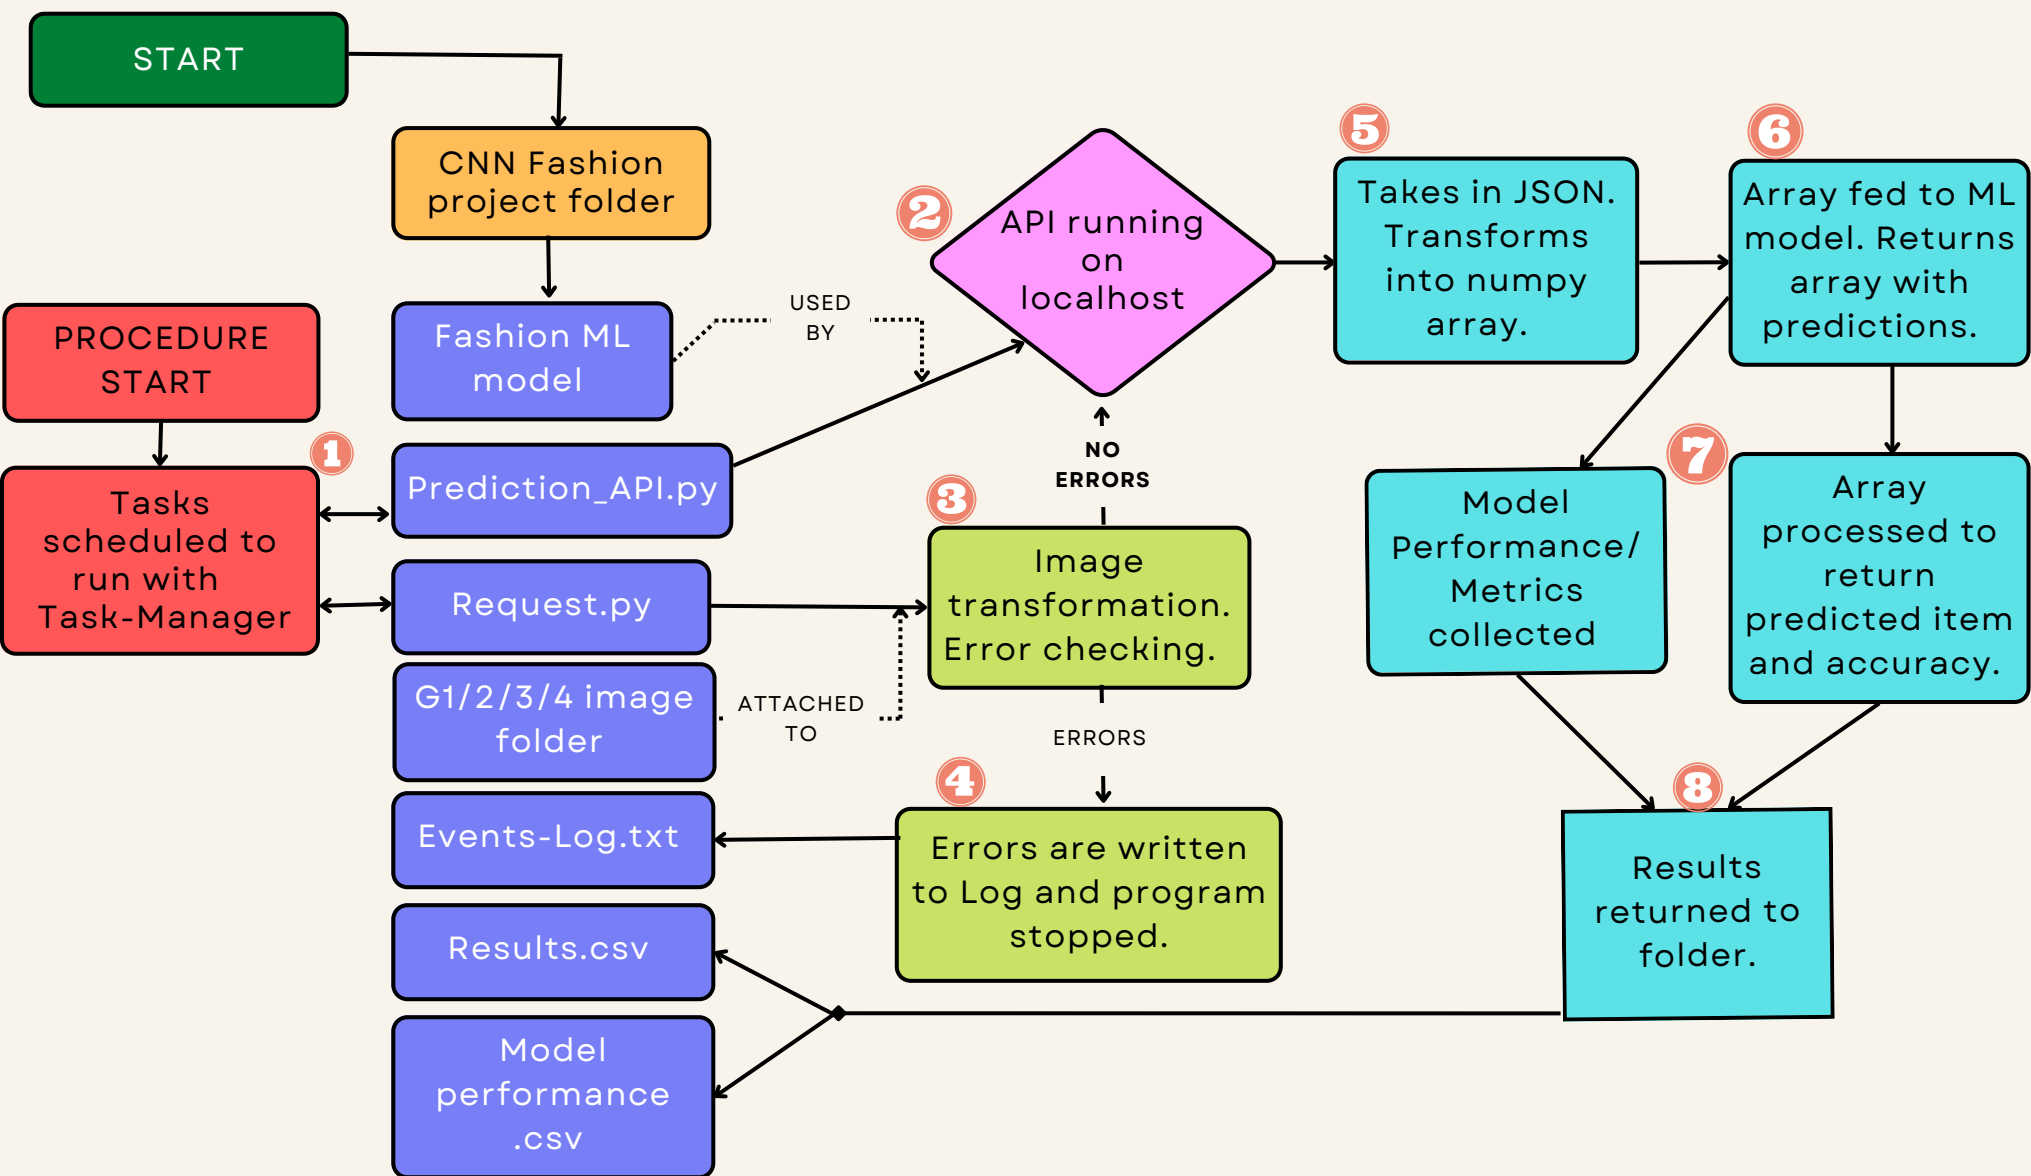 START
CNN Fashion
project folder
PROCEDURE
START
1
Tasks
scheduled to
run with
Task-Manager
Fashion ML
model
USED
BY
Prediction_API.py
Request.py
G1/2/3/4 image
folder
ATTACHED
TO
Events-Log.txt
Results.csv
Model
performance
.csv
2
API running
on
localhost
NO
ERRORS
3
Image
transformation.
Error checking.
ERRORS
4
Errors are written
to Log and program
stopped.
5
Takes in JSON.
Transforms
into numpy
array.
6
Array fed to ML
model. Returns
array with
predictions.
Model
Performance/
Metrics
collected
7
Array
processed to
return
predicted item
and accuracy.
8
Results
returned to
folder.